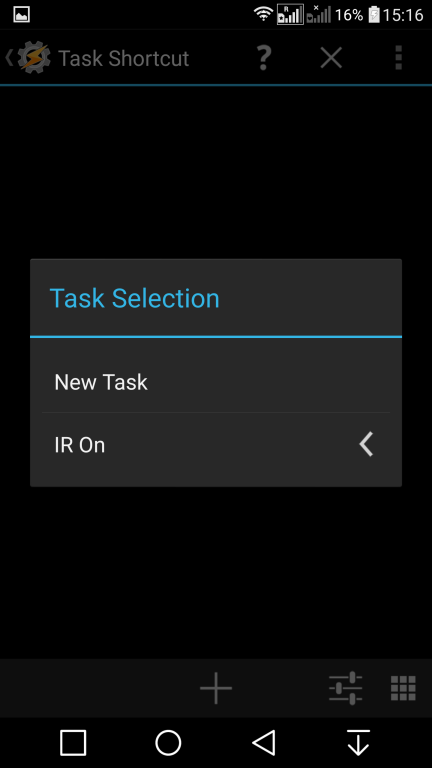 R
16%
15:16
Task Shortcut
?
Task Selection
New Task
IR On